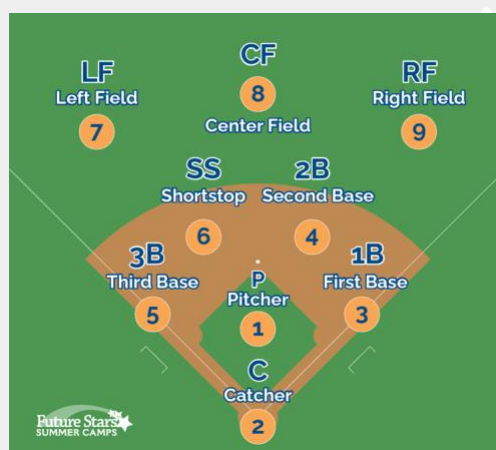 CF
8
Center Field
LF
Left Field
7
RF
Right Field
9
SS
Shortstop
6
2B
Second Base
4
3B
Third Base
5
P
Pitcher
1
1B
First Base
3
C
Catcher
2
Future Stars
SUMMER CAMPS